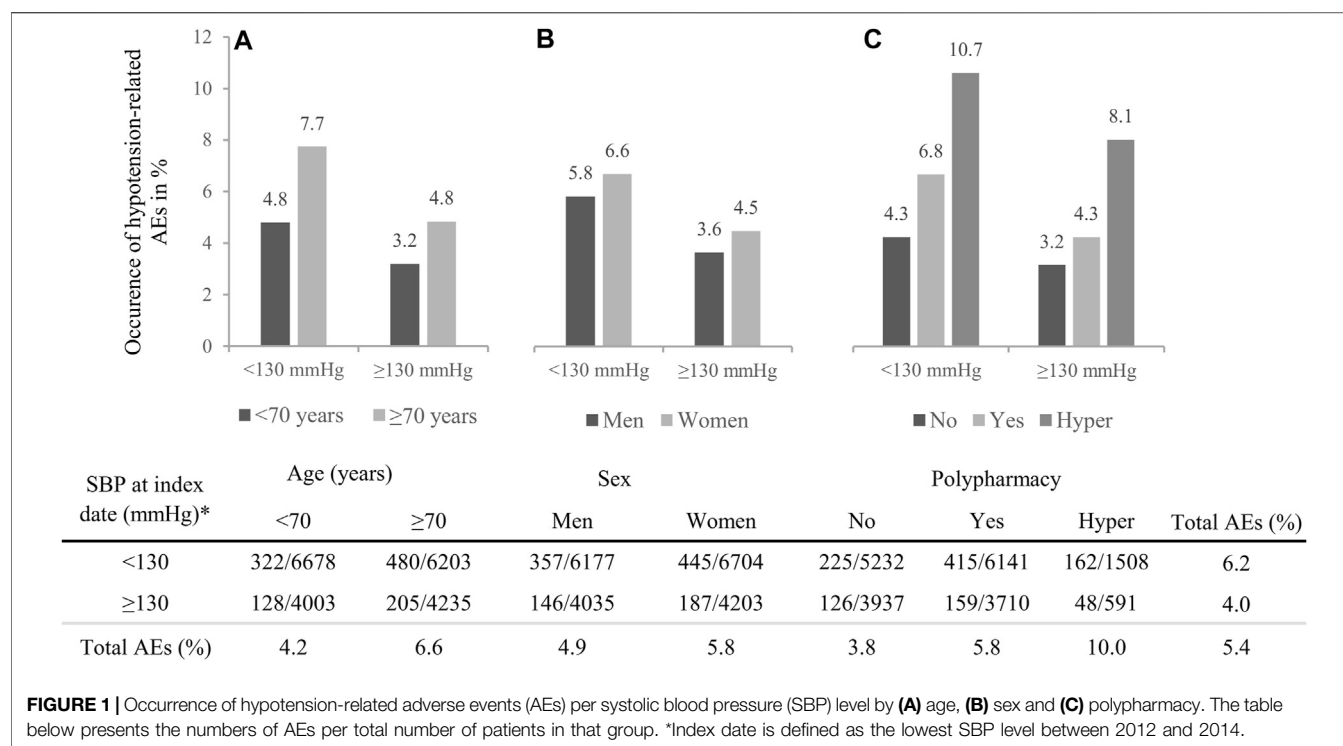 Occurence of hypotension-related
AEs in %
12
10
8
6
4
2
0
A
4.8
7.7
3.2
4.8
<130 mmHg
≥130 mmHg
<70 years
≥70 years
B
5.8
6.6
3.6
4.5
<130 mmHg
≥130 mmHg
Men
Women
C
4.3
6.8
10.7
3.2
4.3
8.1
<130 mmHg
≥130 mmHg
No
Yes
Hyper
SBP at index
date (mmHg)*
Age (years)
Sex
Polypharmacy
<70 ≥70 Men Women No Yes Hyper Total AEs (%)
<130 322/6678 480/6203 357/6177 445/6704 225/5232 415/6141 162/1508 6.2
≥130 128/4003 205/4235 146/4035 187/4203 126/3937 159/3710 48/591 4.0
Total AEs (%) 4.2 6.6 4.9 5.8 3.8 5.8 10.0 5.4
FIGURE 1 | Occurrence of hypotension-related adverse events (AEs) per systolic blood pressure (SBP) level by (A) age, (B) sex and (C) polypharmacy. The table
below presents the numbers of AEs per total number of patients in that group. *Index date is defined as the lowest SBP level between 2012 and 2014.